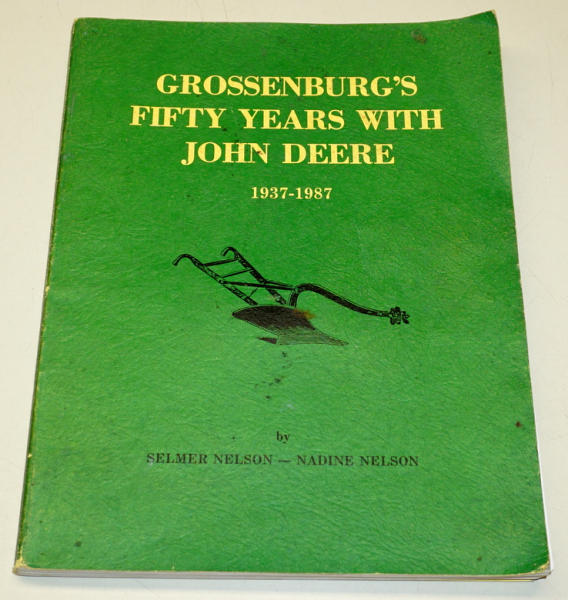 GROSSENBURG'S
FIFTY YEARS WITH
JOHN DEERE
1937-1987
by
SELMER NELSON — NADINE NELSON